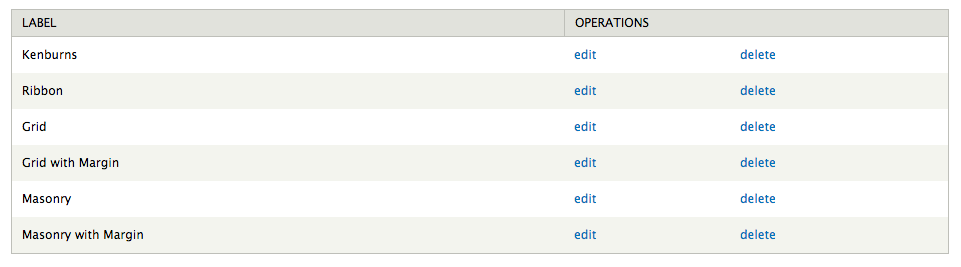 LABEL OPERATIONS
Kenburns edit delete
Ribbon edit delete
Grid edit delete
Grid with Margin edit delete
Masonry edit delete
Masonry with Margin edit delete